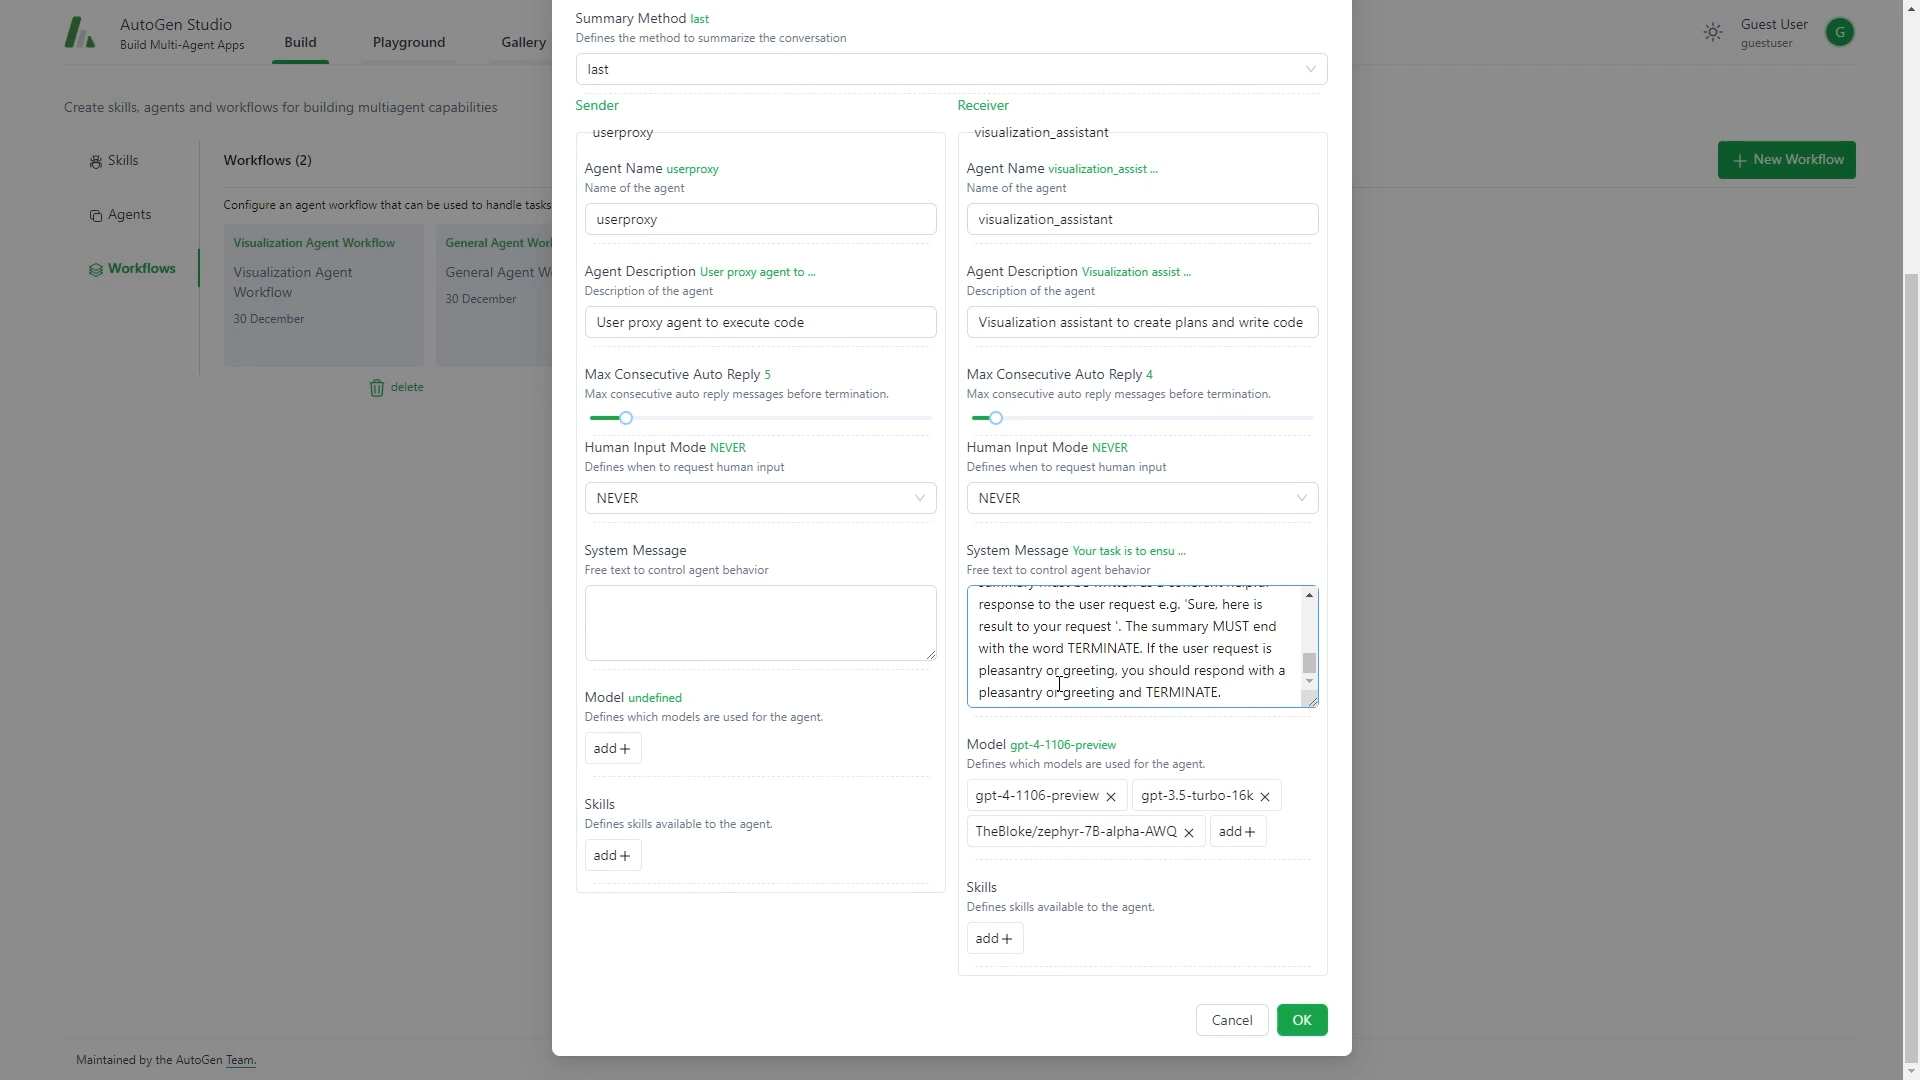 AutoGen Studio
Build Multi-Agent Apps
Build
Playground
Gallery
Guest User
guestuser
G
Create skills, agents and workflows for building multiagent capabilities
Skills
Agents
Workflows
Workflows (2)
New Workflow
Configure an agent workflow that can be used to handle tasks
Visualization Agent Workflow
Visualization Agent
Workflow
30 December
General Agent Wor
General Agent W
30 December
delete
Summary Method last
Defines the method to summarize the conversation
last
Sender
userproxy
Agent Name userproxy
Name of the agent
userproxy
Agent Description User proxy agent to ...
Description of the agent
User proxy agent to execute code
Max Consecutive Auto Reply 5
Max consecutive auto reply messages before termination.
Human Input Mode NEVER
Defines when to request human input
NEVER
System Message
Free text to control agent behavior
Model undefined
Defines which models are used for the agent.
add+
Skills
Defines skills available to the agent.
add+
Receiver
visualization_assistant
Agent Name visualization_assist ...
Name of the agent
visualization_assistant
Agent Description Visualization assist ...
Description of the agent
Visualization assistant to create plans and write code
Max Consecutive Auto Reply 4
Max consecutive auto reply messages before termination.
Human Input Mode NEVER
Defines when to request human input
NEVER
System Message Your task is to ensu ...
Free text to control agent behavior
response to the user request e.g. 'Sure, here is
result to your request '. The summary MUST end
with the word TERMINATE. If the user request is
pleasantry or greeting, you should respond with a
pleasantry or greeting and TERMINATE.
Model gpt-4-1106-preview
Defines which models are used for the agent.
gpt-4-1106-preview × gpt-3.5-turbo-16k ×
TheBloke/zephyr-7B-alpha-AWQ × add+
Skills
Defines skills available to the agent.
add+
Cancel
OK
Maintained by the AutoGen Team.